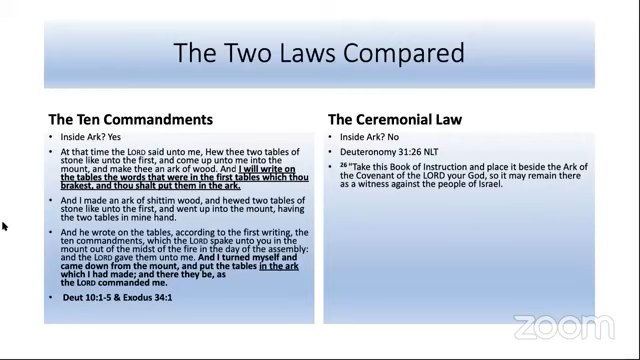 The Two Laws Compared
The Ten Commandments
• Inside Ark? Yes
• At that time the LORD said unto me, Hew thee two tables of
stone like unto the first, and come up unto me into the
mount, and make thee an ark of wood. And I will write on
the tables the words that were in the first tables which thou
brakest, and thou shalt put them in the ark.
• And I made an ark of shittim wood, and hewed two tables of
stone like unto the first, and went up into the mount, having
the two tables in mine hand.
• And he wrote on the tables, according to the first writing, the
ten commandments, which the LORD spake unto you in the
mount out of the midst of the fire in the day of the assembly:
and the LORD gave them unto me. And I turned myself and
came down from the mount, and put the tables in the ark
which I had made; and there they be, as
the LORD commanded me.
• Deut 10:1-5 & Exodus 34:1
The Ceremonial Law
• Inside Ark? No
• Deuteronomy 31:26 NLT
• 26 "Take this Book of Instruction and place it beside the Ark of
the Covenant of the LORD your God, so it may remain there
as a witness against the people of Israel.
zoom